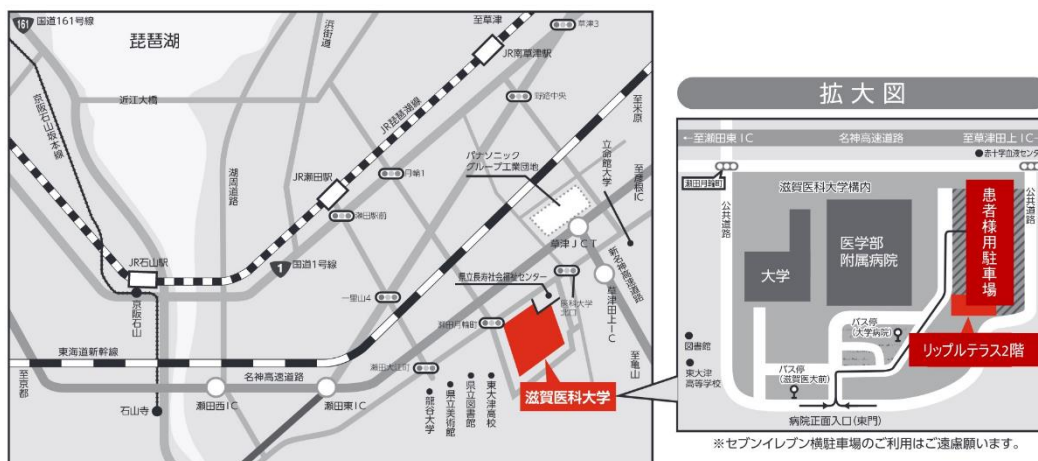 161
国道161号線
琵琶湖
浜街道
至草津
草津3
JR南草津駅
京阪石山坂本線
近江大橋
野路中央
JR琵琶湖線
至米原
湖周道路
パナソニック
グループ工業団地
立命館大学
至彦根IC
JR瀬田駅
月輪1
瀬田駅前
草津JCT
新名神高速道路
JR石山駅
1
国道1号線
県立長寿社会福祉センター
京阪石山
一里山4
医科大学
北口
草津田上IC
瀬田月輪町
東海道新幹線
名神高速道路
瀬田大江町
至亀山
至京都
瀬田西IC
瀬田東IC
石山寺
龍谷大学
県立美術館
県立図書館
東大津高校
滋賀医科大学
拡大図
←至瀬田東IC
名神高速道路
至草津田上IC→
赤十字血液センター
瀬田月輪町
滋賀医科大学構内
公共道路
公共道路
患者様用駐車場
大学
医学部
附属病院
バス停
(大学病院)
リップルテラス2階
図書館
東大津
高等学校
バス停
(滋賀医大前)
病院正面入口(東門)
※セブンイレブン横駐車場のご利用はご遠慮願います。